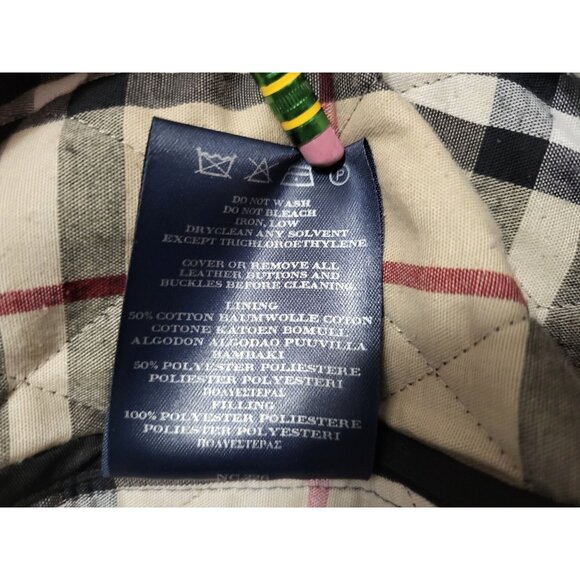 P
DO NOT WASH
DO NOT BLEACH
IRON, LOW
DRYCLEAN ANY SOLVENT
EXCEPT TRICHLOROETHYLENE
COVER OR REMOVE ALL
LEATHER BUTTONS AND
BUCKLES BEFORE CLEANING.
LINING
50% COTTON BAUMWOLLE COTON
COTONE KATOEN BOMULL
ALGODON ALGODAO PUUVILLA
BAMBAKI
50% POLYESTER POLIESTERE
POLIESTER POLYESTERI
ΠΟΛΥΕΣΤΕΡΑΣ
FILLING
100% POLYESTER POLIESTERE
POLIESTER POLYESTERI
ΠΟΛΥΕΣΤΕΡΑΣ